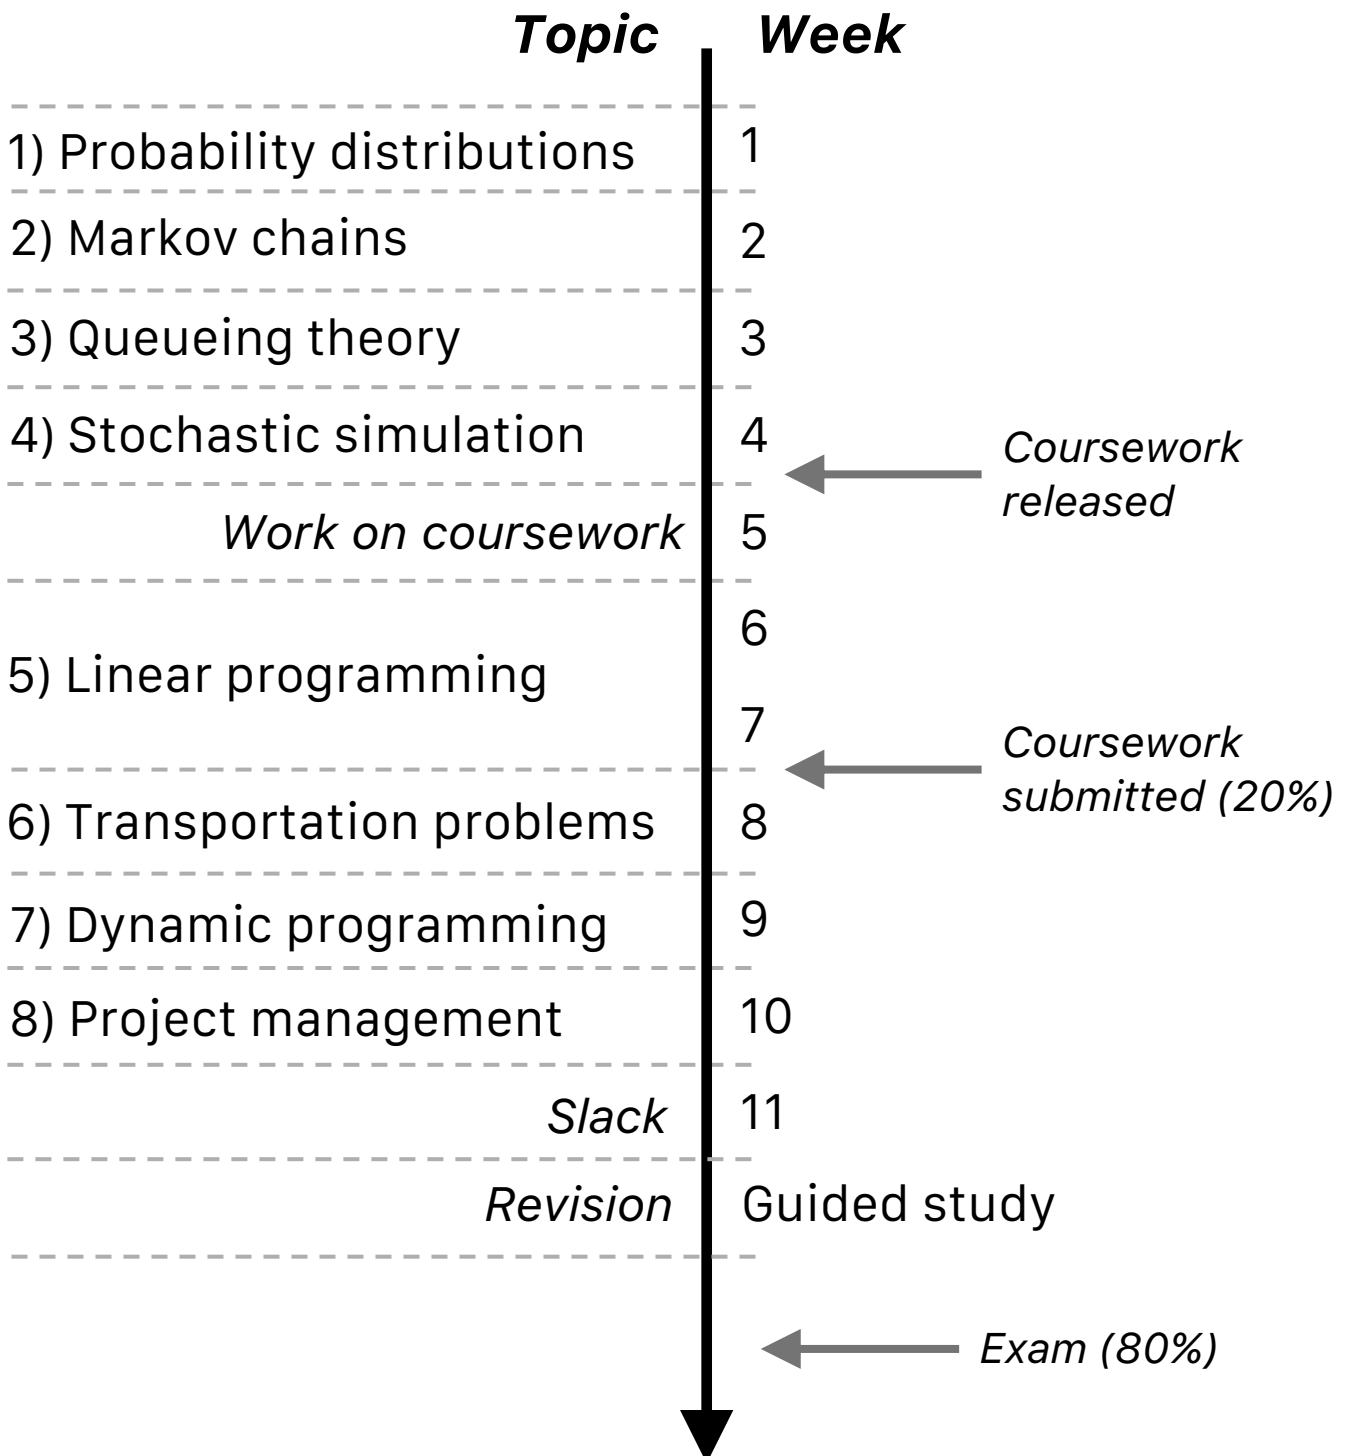 Topic Week
1) Probability distributions 1
2) Markov chains 2
3) Queueing theory 3
4) Stochastic simulation 4
Coursework
released
Work on coursework 5
6
5) Linear programming
7
Coursework
submitted (20%)
6) Transportation problems 8
7) Dynamic programming 9
8) Project management 10
Slack 11
Revision Guided study
Exam (80%)